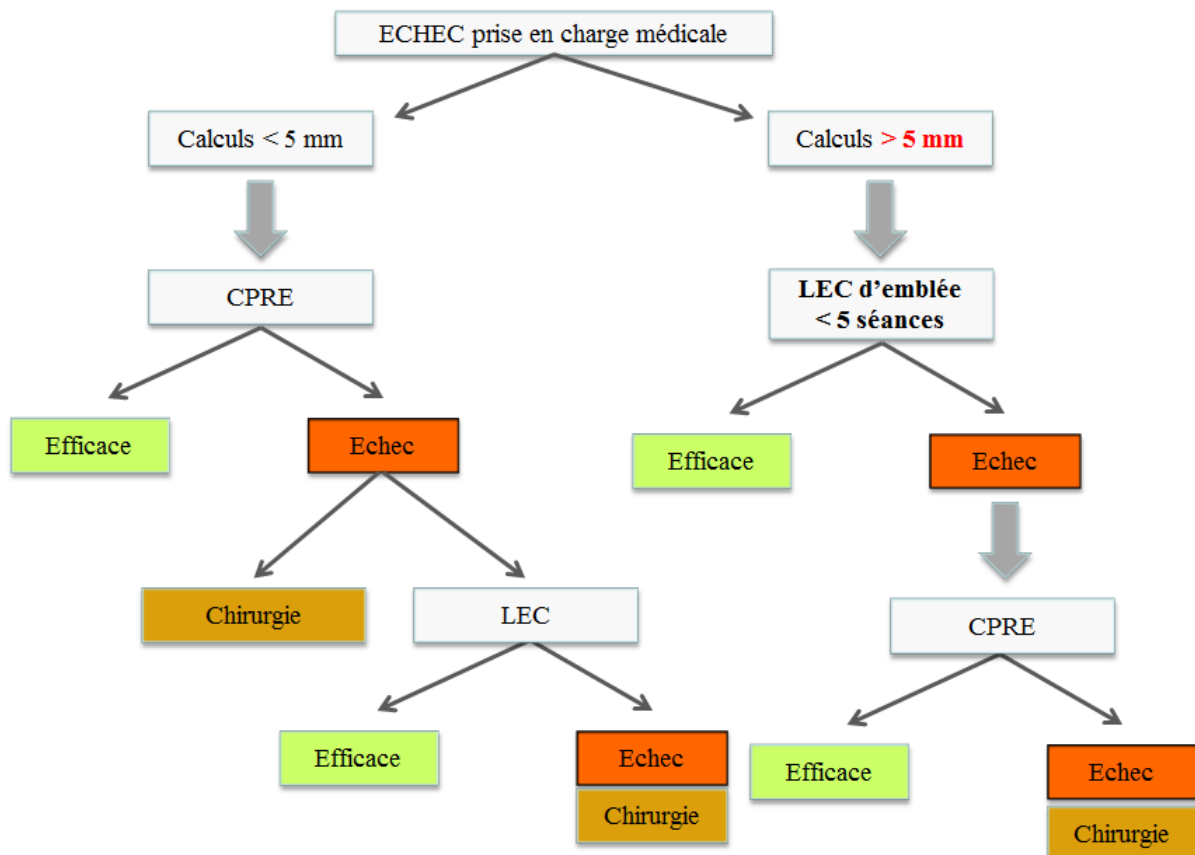 ECHEC prise en charge médicale
Calculs < 5 mm
Calculs > 5 mm
CPRE
LEC d’emblée
< 5 séances
Efficace
Echec
Efficace
Echec
Chirurgie
LEC
CPRE
Efficace
Echec
Chirurgie
Efficace
Echec
Chirurgie